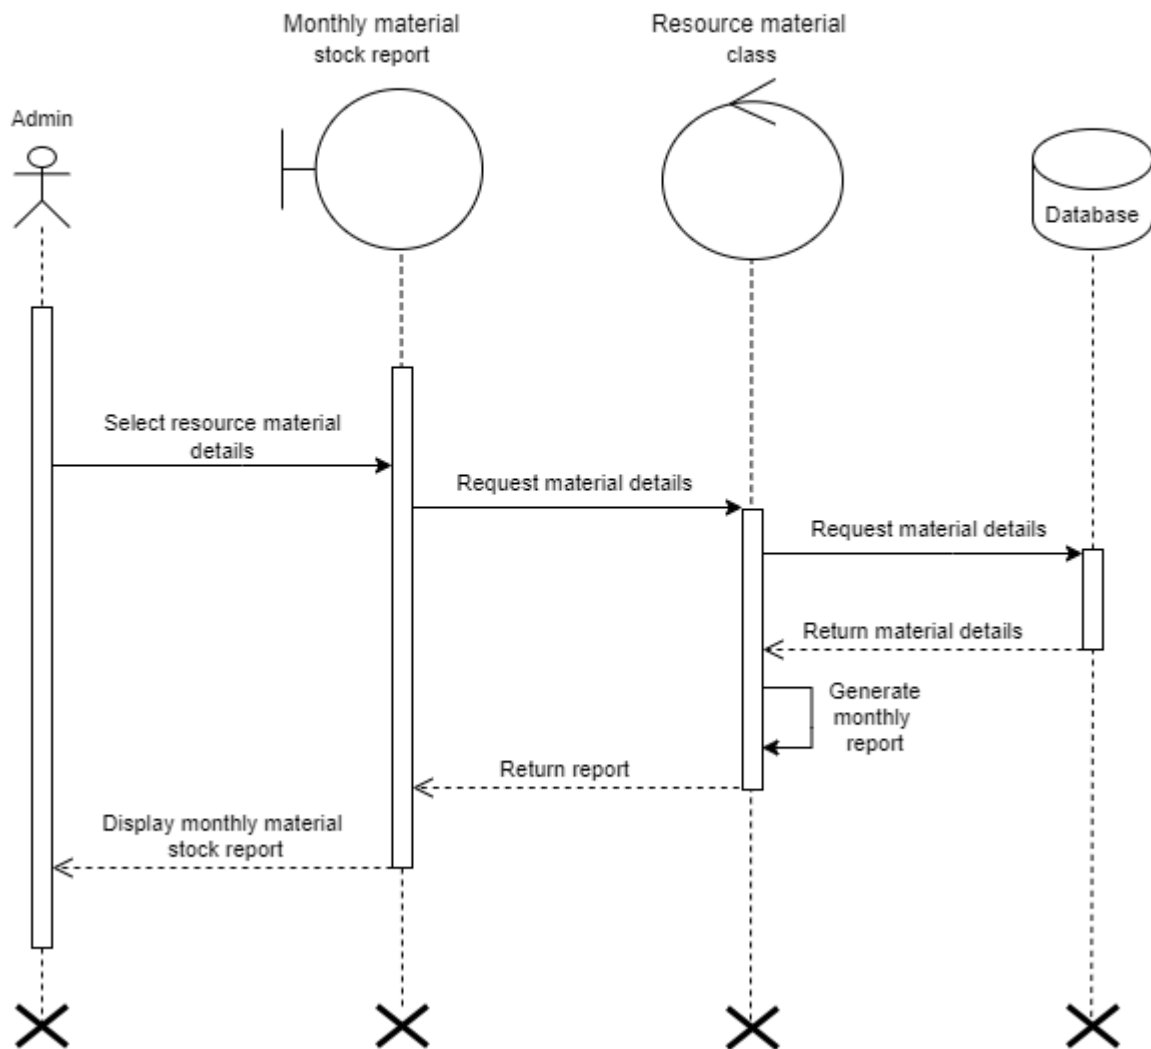 Monthly material
stock report
Resource material
class
Admin
Database
Select resource material
details
Request material details
Request material details
Return material details
Generate
monthly
report
Return report
Display monthly material
stock report